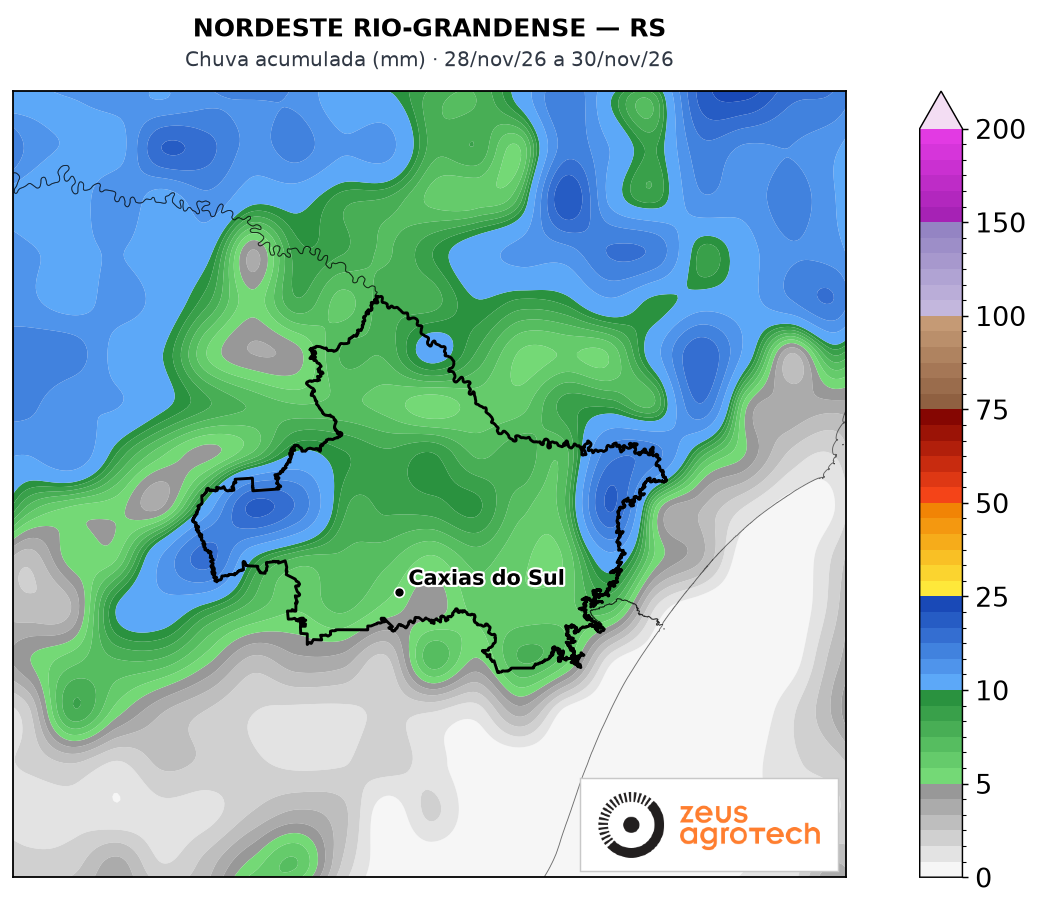 NORDESTE RIO-GRANDENSE — RS
Chuva acumulada (mm) · 28/nov/26 a 30/nov/26
200
150
100
75
50
25
10
5
0
Caxias do Sul
zeus
agrotech